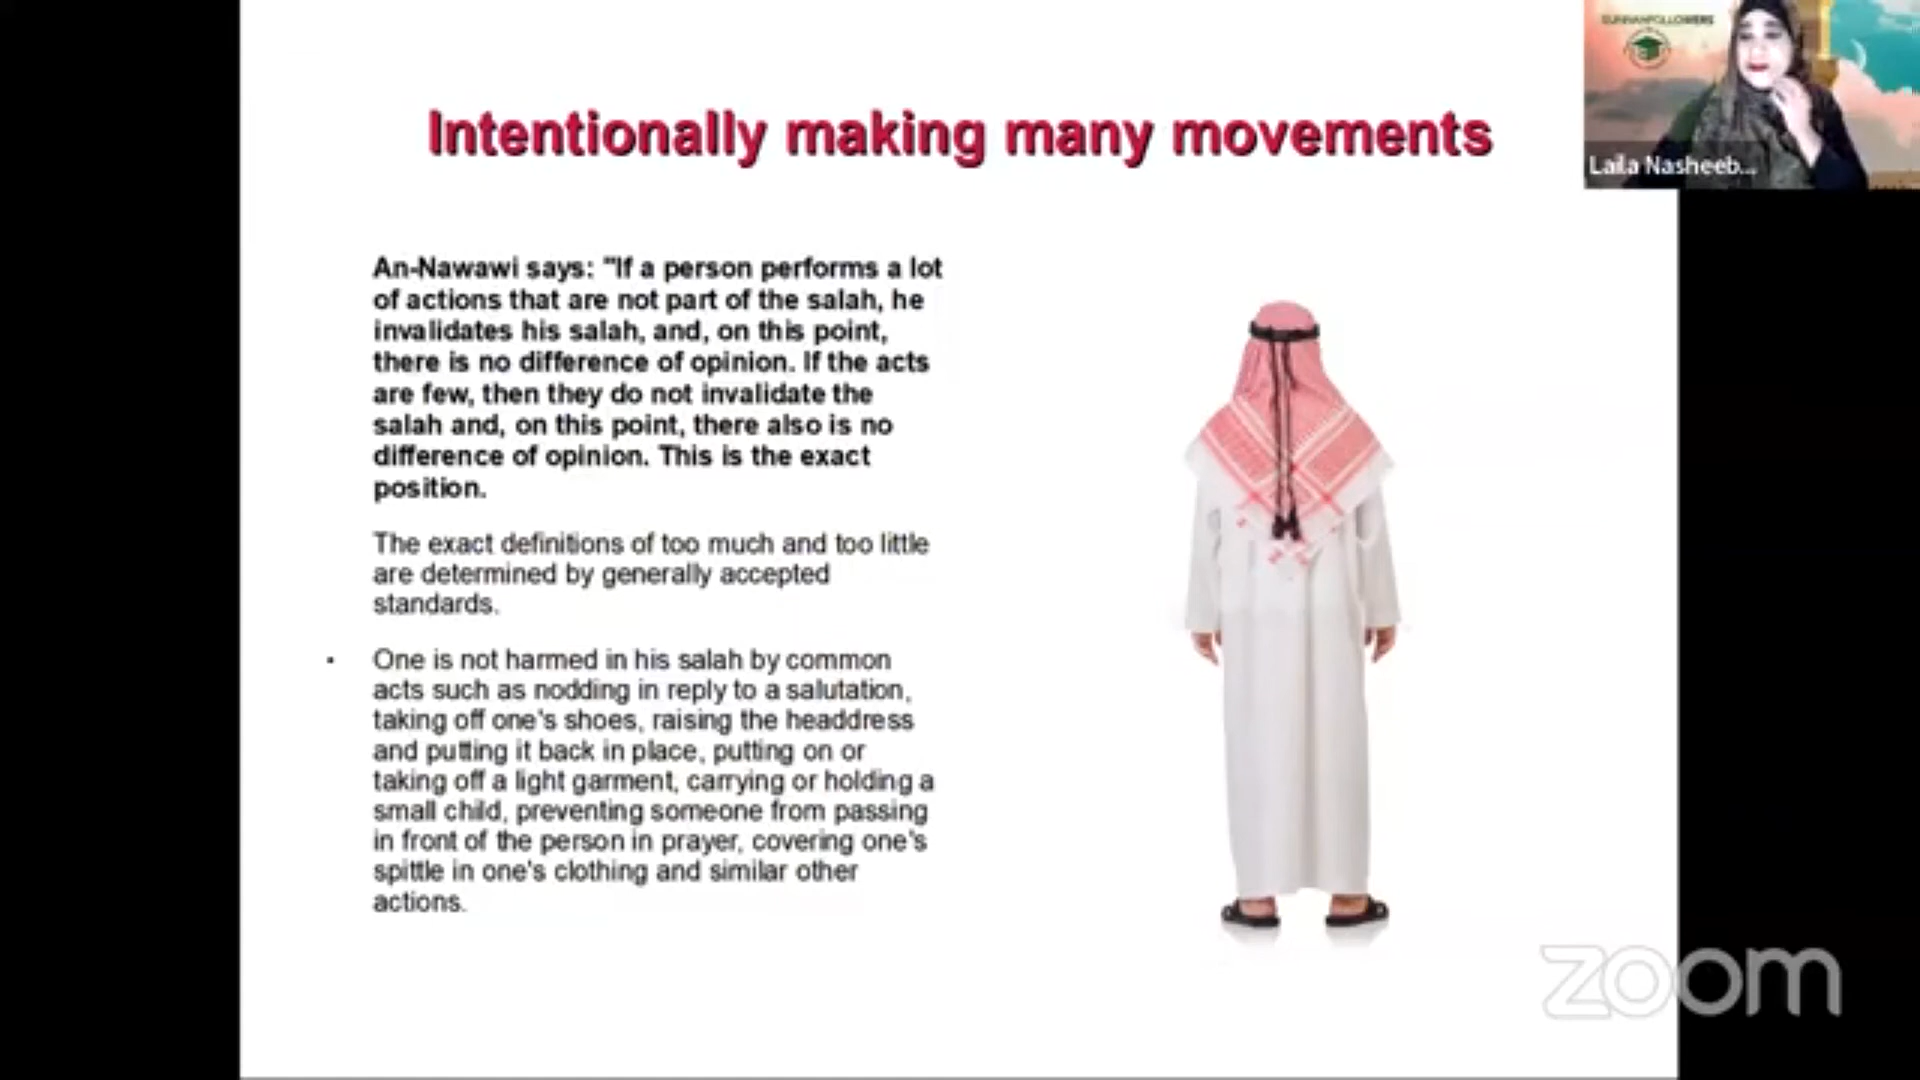 SUNNAHFOLLOWERS
Laila Nasheeb...
Intentionally making many movements
An-Nawawi says: "If a person performs a lot
of actions that are not part of the salah, he
invalidates his salah, and, on this point,
there is no difference of opinion. If the acts
are few, then they do not invalidate the
salah and, on this point, there also is no
difference of opinion. This is the exact
position.
The exact definitions of too much and too little
are determined by generally accepted
standards.
• One is not harmed in his salah by common
acts such as nodding in reply to a salutation,
taking off one's shoes, raising the headdress
and putting it back in place, putting on or
taking off a light garment, carrying or holding a
small child, preventing someone from passing
in front of the person in prayer, covering one's
spittle in one's clothing and similar other
actions.
zoom